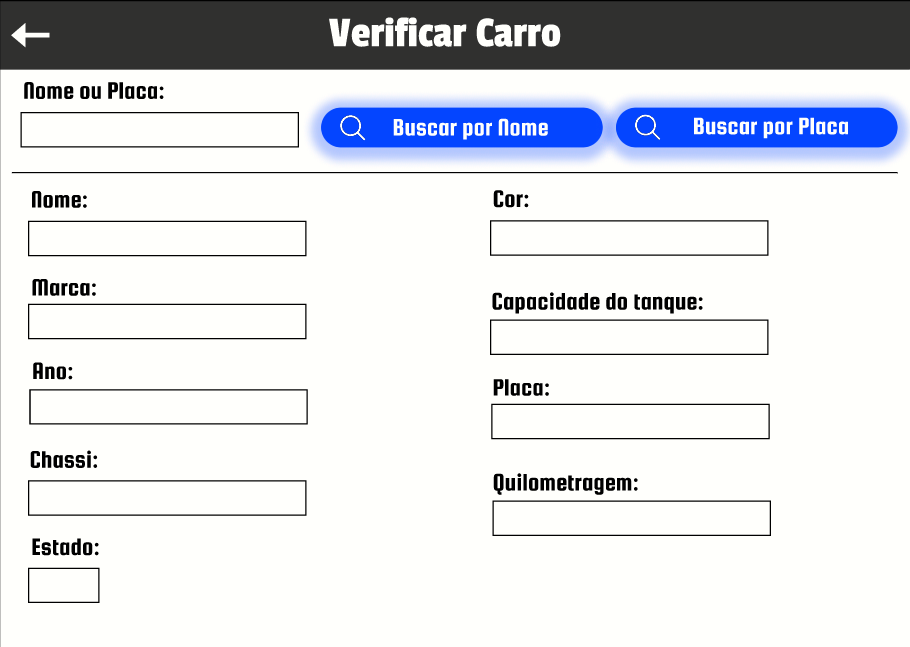 Verificar Carro
Nome ou Placa:
Buscar por Nome
Buscar por Placa
Nome:
Cor:
Marca:
Capacidade do tanque:
Ano:
Placa:
Chassi:
Quilometragem:
Estado: